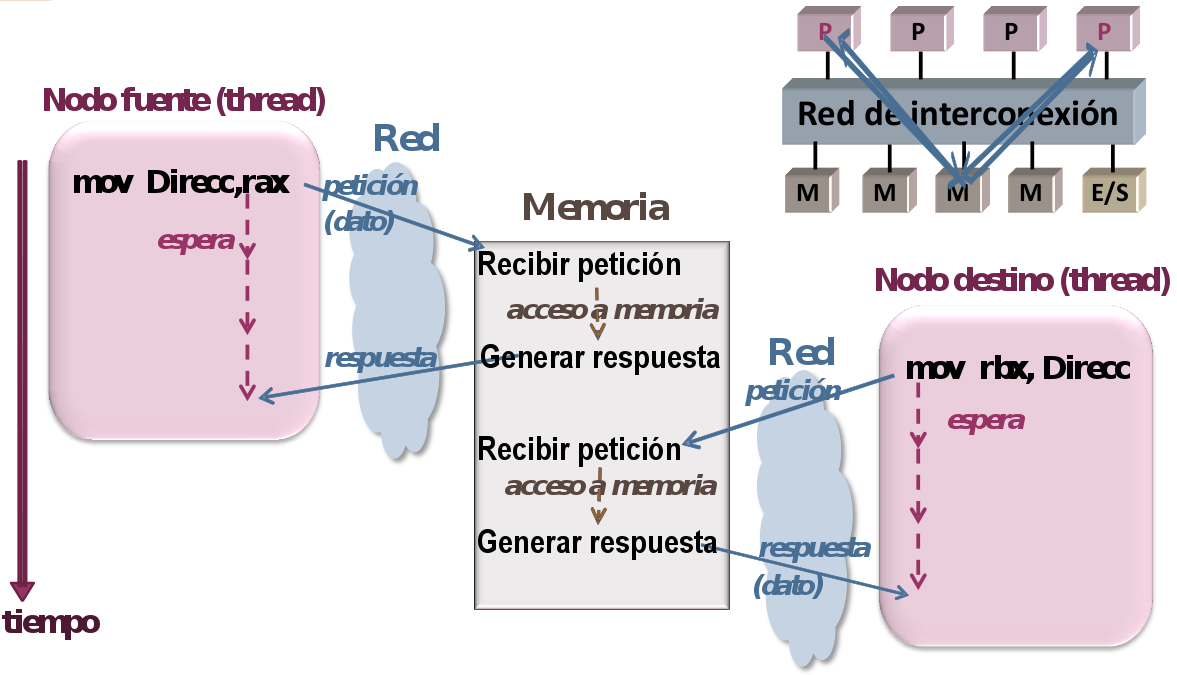 P P P P
Red de interconexión
M M M M E/S
Nodo fuente (thread)
mov Direcc,rax
espera
Red
petición
(dato)
respuesta
Memoria
Recibir petición
acceso a memoria
Generar respuesta
Recibir petición
acceso a memoria
Generar respuesta
Red
petición
respuesta
(dato)
Nodo destino (thread)
mov rbx, Direcc
espera
tiempo